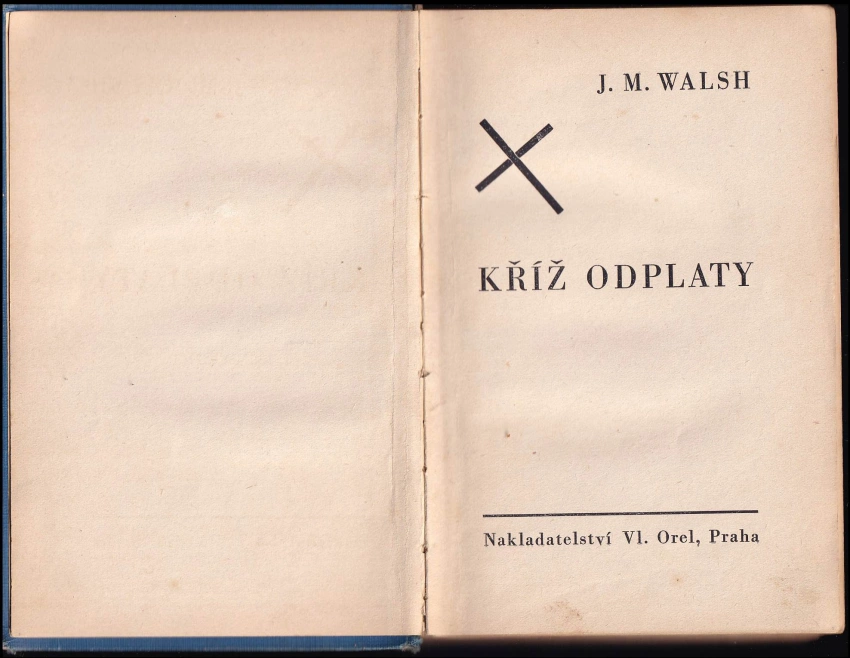 J. M. WALSH
KŘÍŽ ODPLATY
Nakladatelství Vl. Orel, Praha